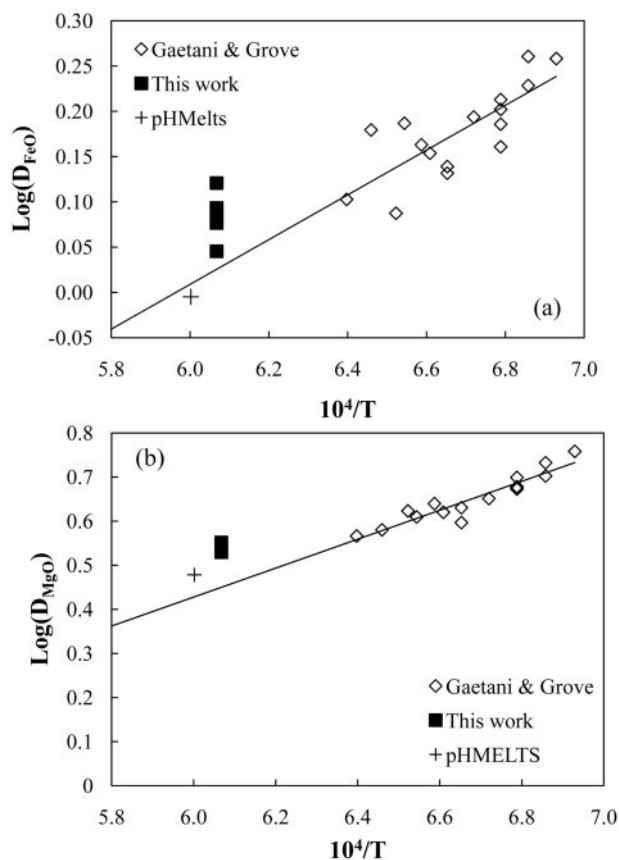 0.30
0.25
0.20
0.15
0.10
0.05
0.00
-0.05
Log(D_FeO)
Gaetani & Grove
This work
pHMelts
(a)
5.8 6.0 6.2 6.4 6.6 6.8 7.0
10⁴/T
0.8
0.7
0.6
0.5
0.4
0.3
0.2
0.1
0
Log(D_MgO)
(b)
Gaetani & Grove
This work
pHMELTS
5.8 6.0 6.2 6.4 6.6 6.8 7.0
10⁴/T